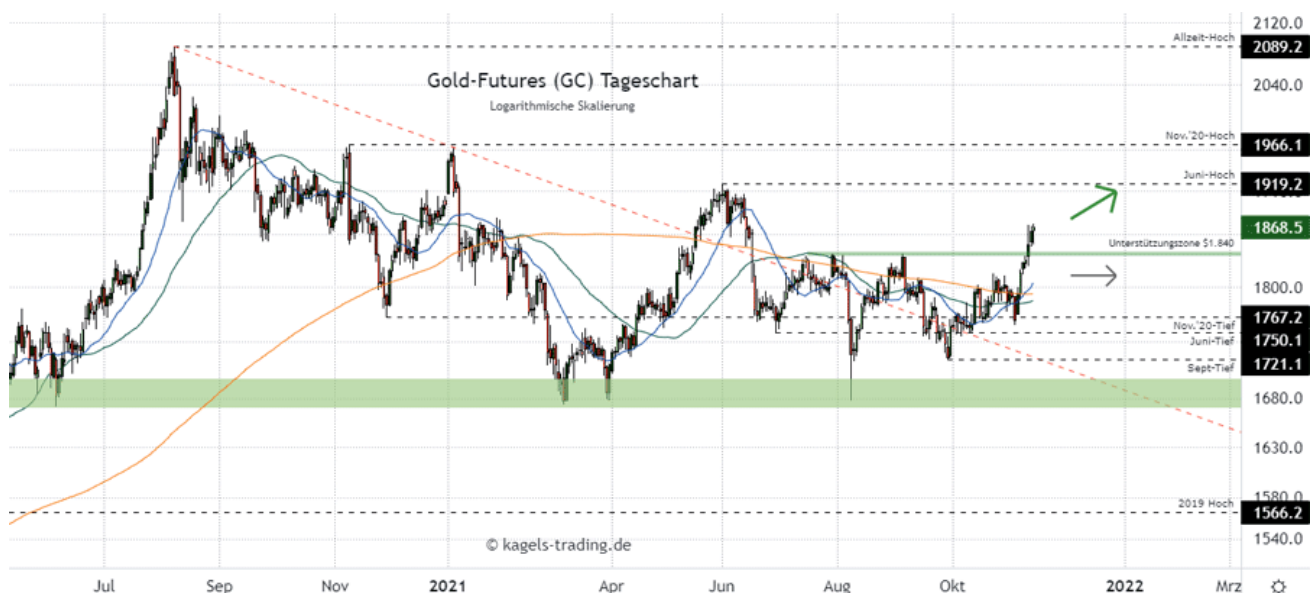 2120.0
Allzeit-Hoch
2089.2
Gold-Futures (GC) Tageschart
2040.0
Logarithmische Skalierung
Nov.'20-Hoch
1966.1
Juni-Hoch
1919.2
1868.5
Unterstützungszone $1.840
1800.0
1767.2
Nov.'20-Tief
1750.1
Juni-Tief
1721.1
Sept-Tief
1680.0
1630.0
1580.0
2019 Hoch
1566.2
1540.0
© kagels-trading.de
Jul Sep Nov 2021 Apr Jun Aug Okt 2022 Mrz